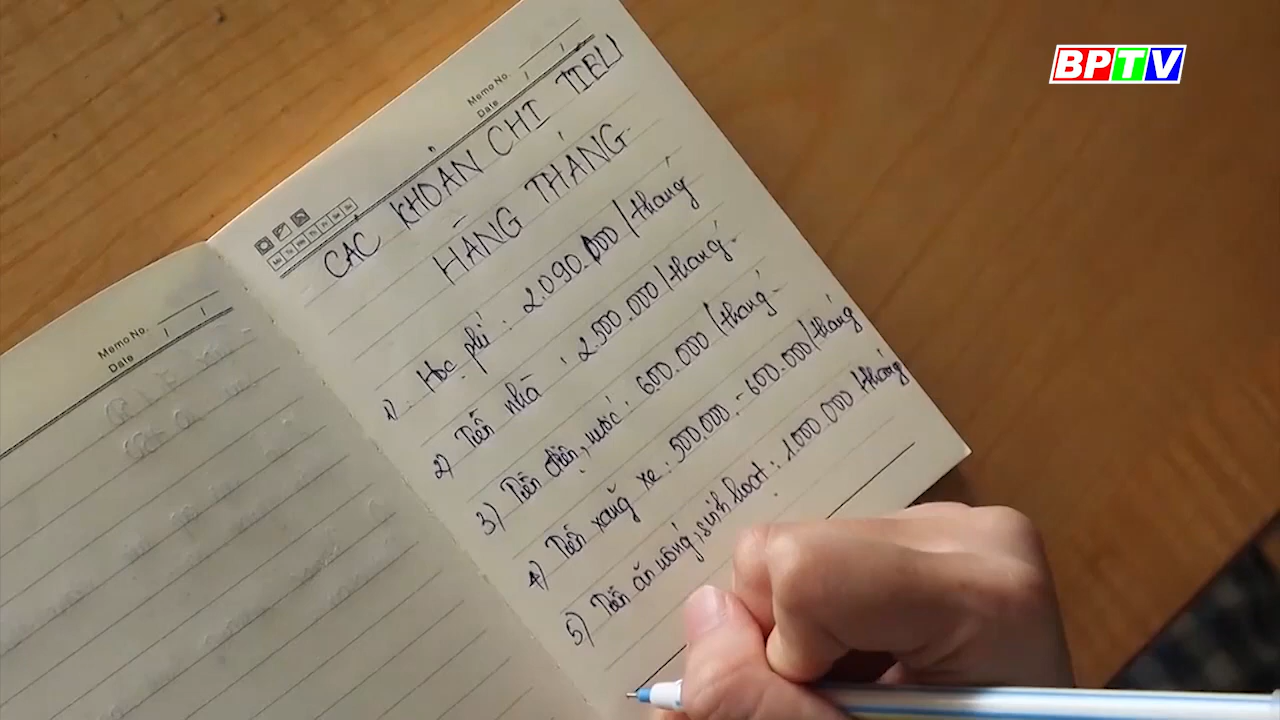 BPTV
Memo No.
Date / /
CÁC KHOẢN CHI TIÊU
HÀNG THÁNG.
1) Học phí : 2.090.000 / tháng
2) Tiền nhà : 2.500.000 / tháng.
3) Tiền điện, nước : 600.000 / tháng.
4) Tiền xăng xe : 500.000 - 600.000/tháng
5) Tiền ăn uống, sinh hoạt : 1.000.000 / tháng
Memo No.
Date / /